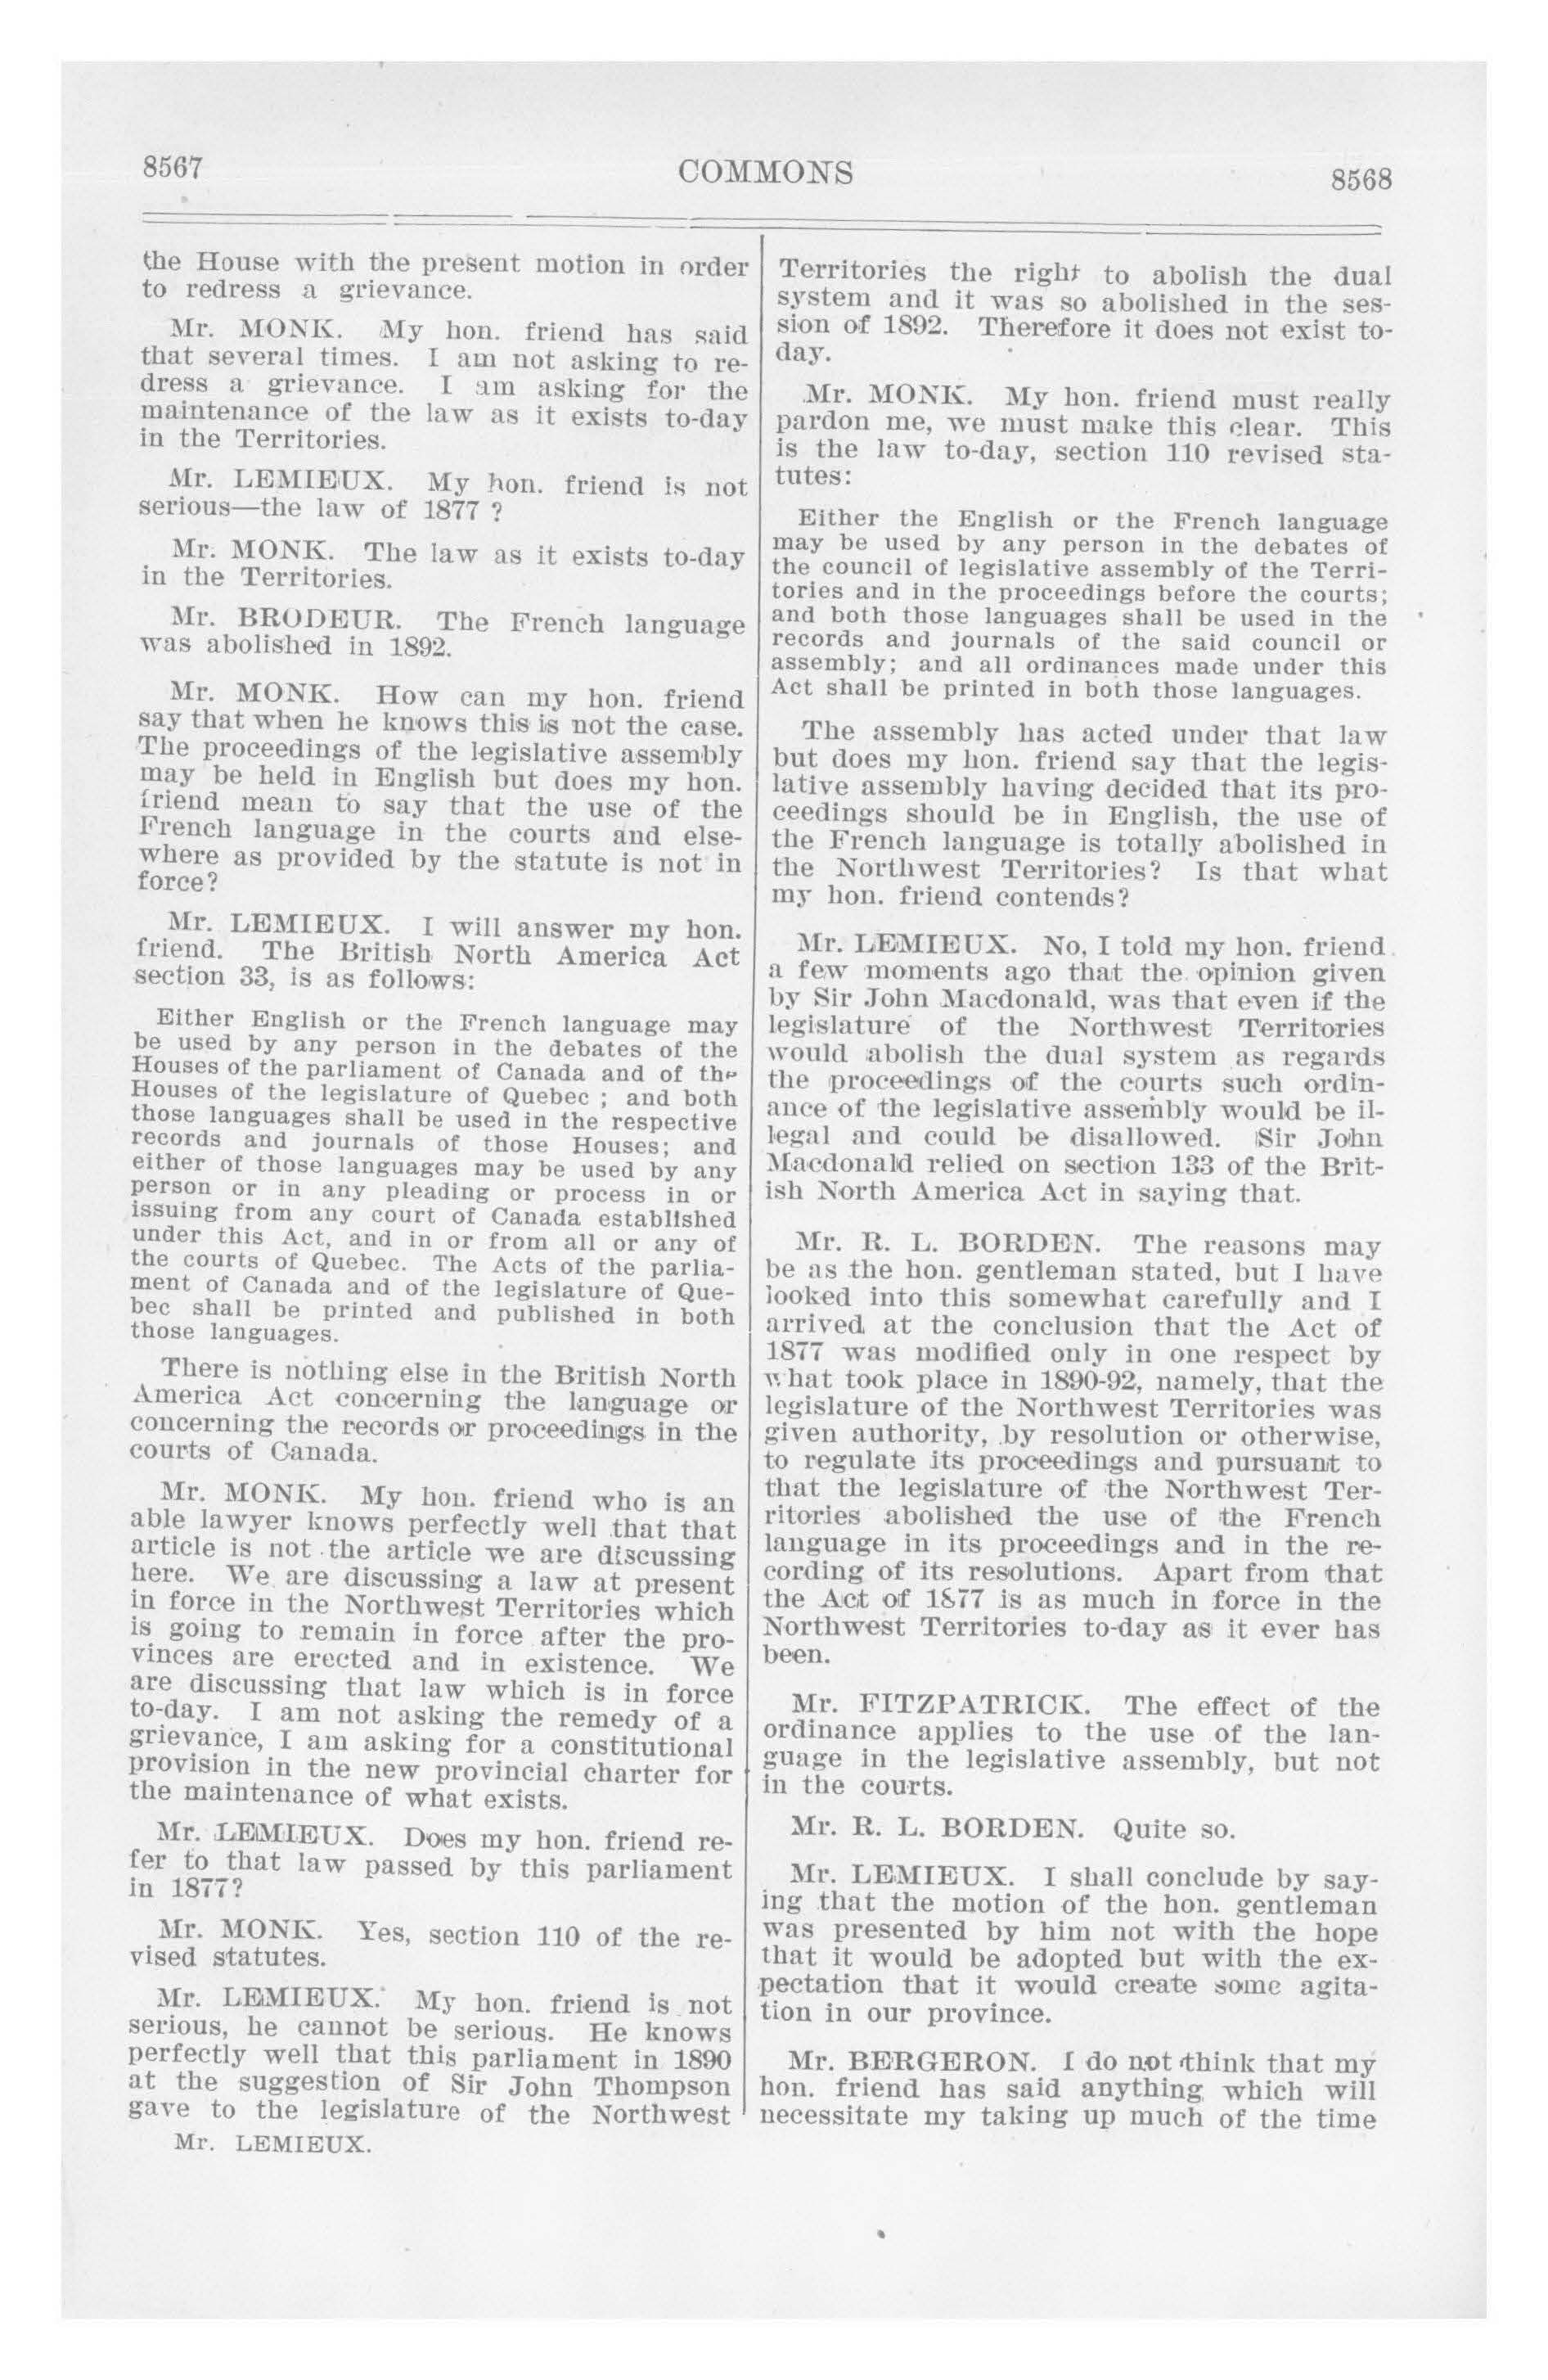 8567
COMMONS
8568
the House with the present motion in order
to redress a grievance.
Mr. MONK. My hon. friend has said
that several times. I am not asking to re-
dress a grievance. I am asking for the
maintenance of the law as it exists to-day
in the Territories.
Mr. LEMIEUX. My hon. friend is not
serious—the law of 1877 ?
Mr. MONK. The law as it exists to-day
in the Territories.
Mr. BRODEUR. The French language
was abolished in 1892.
Mr. MONK. How can my hon. friend
say that when he knows this is not the case.
The proceedings of the legislative assembly
may be held in English but does my hon.
friend mean to say that the use of the
French language in the courts and else-
where as provided by the statute is not in
force?
Mr. LEMIEUX. I will answer my hon.
friend. The British North America Act
section 33, is as follows:
Either English or the French language may
be used by any person in the debates of the
Houses of the parliament of Canada and of the
Houses of the legislature of Quebec ; and both
those languages shall be used in the respective
records and journals of those Houses; and
either of those languages may be used by any
person or in any pleading or process in or
issuing from any court of Canada established
under this Act, and in or from all or any of
the courts of Quebec. The Acts of the parlia-
ment of Canada and of the legislature of Que-
bec shall be printed and published in both
those languages.
There is nothing else in the British North
America Act concerning the language or
concerning the records or proceedings in the
courts of Canada.
Mr. MONK. My hon. friend who is an
able lawyer knows perfectly well that that
article is not the article we are discussing
here. We are discussing a law at present
in force in the Northwest Territories which
is going to remain in force after the pro-
vinces are erected and in existence. We
are discussing that law which is in force
to-day. I am not asking the remedy of a
grievance, I am asking for a constitutional
provision in the new provincial charter for
the maintenance of what exists.
Mr. LEMIEUX. Does my hon. friend re-
fer to that law passed by this parliament
in 1877?
Mr. MONK. Yes, section 110 of the re-
vised statutes.
Mr. LEMIEUX. My hon. friend is not
serious, he cannot be serious. He knows
perfectly well that this parliament in 1890
at the suggestion of Sir John Thompson
gave to the legislature of the Northwest
Mr. LEMIEUX.
Territories the right to abolish the dual
system and it was so abolished in the ses-
sion of 1892. Therefore it does not exist to-
day.
Mr. MONK. My hon. friend must really
pardon me, we must make this clear. This
is the law to-day, section 110 revised sta-
tutes:
Either the English or the French language
may be used by any person in the debates of
the council of legislative assembly of the Terri-
tories and in the proceedings before the courts;
and both those languages shall be used in the
records and journals of the said council or
assembly; and all ordinances made under this
Act shall be printed in both those languages.
The assembly has acted under that law
but does my hon. friend say that the legis-
lative assembly having decided that its pro-
ceedings should be in English, the use of
the French language is totally abolished in
the Northwest Territories? Is that what
my hon. friend contends?
Mr. LEMIEUX. No, I told my hon. friend
a few moments ago that the opinion given
by Sir John Macdonald, was that even if the
legislature of the Northwest Territories
would abolish the dual system as regards
the proceedings of the courts such ordin-
ance of the legislative assembly would be il-
legal and could be disallowed. Sir John
Macdonald relied on section 133 of the Brit-
ish North America Act in saying that.
Mr. R. L. BORDEN. The reasons may
be as the hon. gentleman stated, but I have
looked into this somewhat carefully and I
arrived at the conclusion that the Act of
1877 was modified only in one respect by
what took place in 1890-92, namely, that the
legislature of the Northwest Territories was
given authority, by resolution or otherwise,
to regulate its proceedings and pursuant to
that the legislature of the Northwest Ter-
ritories abolished the use of the French
language in its proceedings and in the re-
cording of its resolutions. Apart from that
the Act of 1877 is as much in force in the
Northwest Territories to-day as it ever has
been.
Mr. FITZPATRICK. The effect of the
ordinance applies to the use of the lan-
guage in the legislative assembly, but not
in the courts.
Mr. R. L. BORDEN. Quite so.
Mr. LEMIEUX. I shall conclude by say-
ing that the motion of the hon. gentleman
was presented by him not with the hope
that it would be adopted but with the ex-
pectation that it would create some agita-
tion in our province.
Mr. BERGERON. I do not think that my
hon. friend has said anything which will
necessitate my taking up much of the time